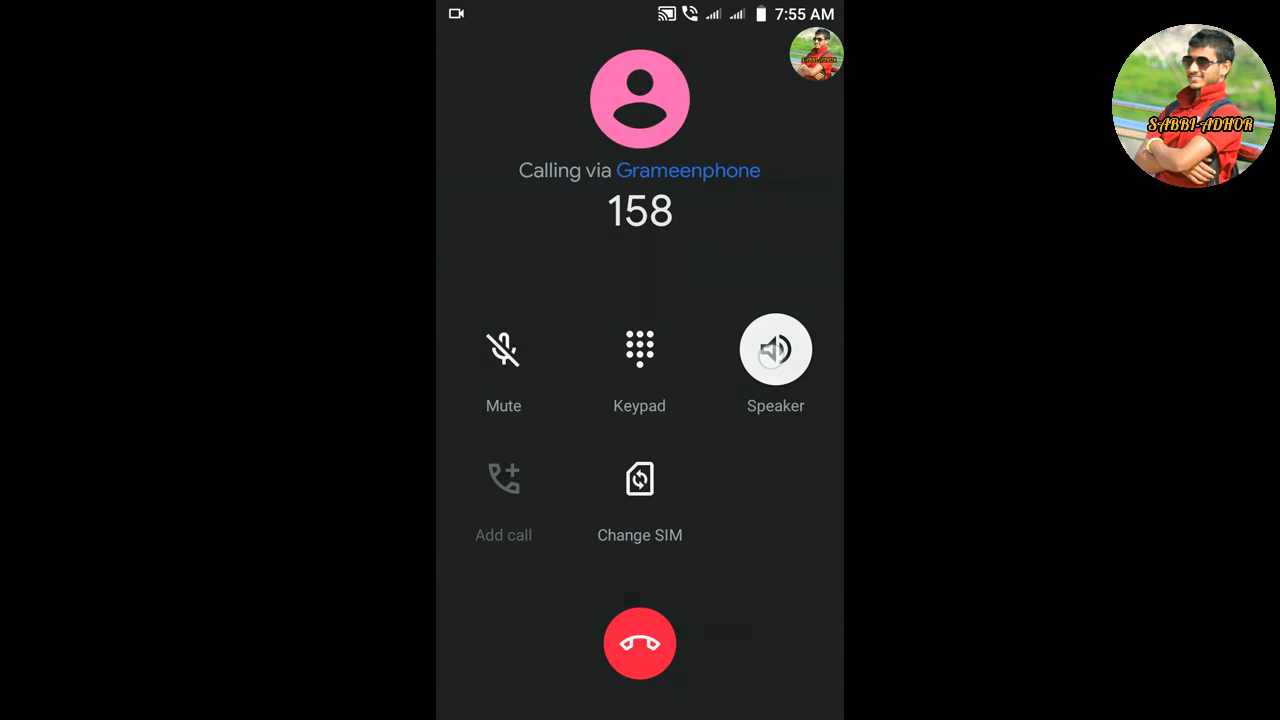 7:55 AM
Calling via Grameenphone
158
SABBI-ADHOR
Mute
Keypad
Speaker
Add call
Change SIM